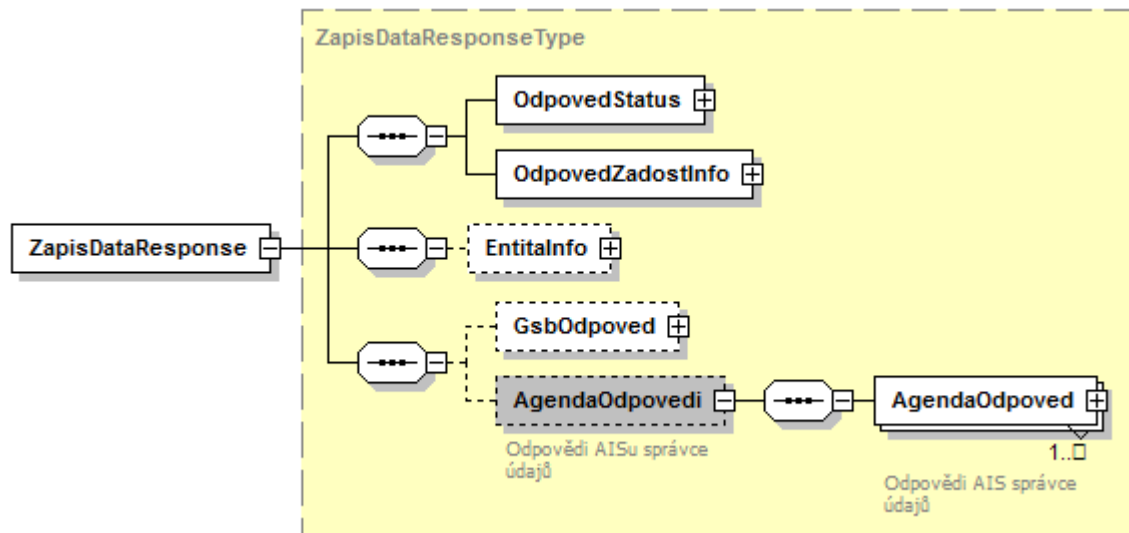 ZapisDataResponseType
OdpovedStatus
OdpovedZadostInfo
ZapisDataResponse
EntitaInfo
GsbOdpoved
AgendaOdpovedi
AgendaOdpoved
Odpovědi AISu správce
údajů
1..□
Odpovědi AIS správce
údajů